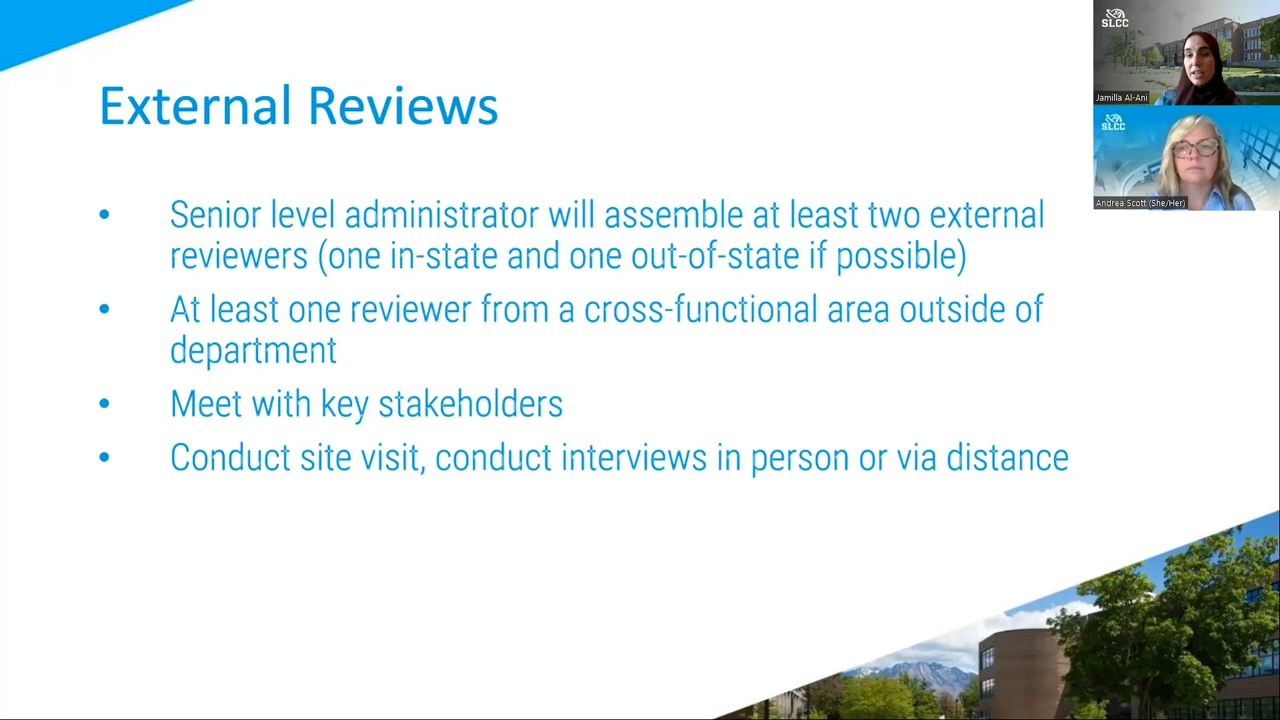 External Reviews
• Senior level administrator will assemble at least two external
reviewers (one in-state and one out-of-state if possible)
• At least one reviewer from a cross-functional area outside of
department
• Meet with key stakeholders
• Conduct site visit, conduct interviews in person or via distance
SLCC
Jamilla Al-Ani
SLCC
Andrea Scott (She/Her)